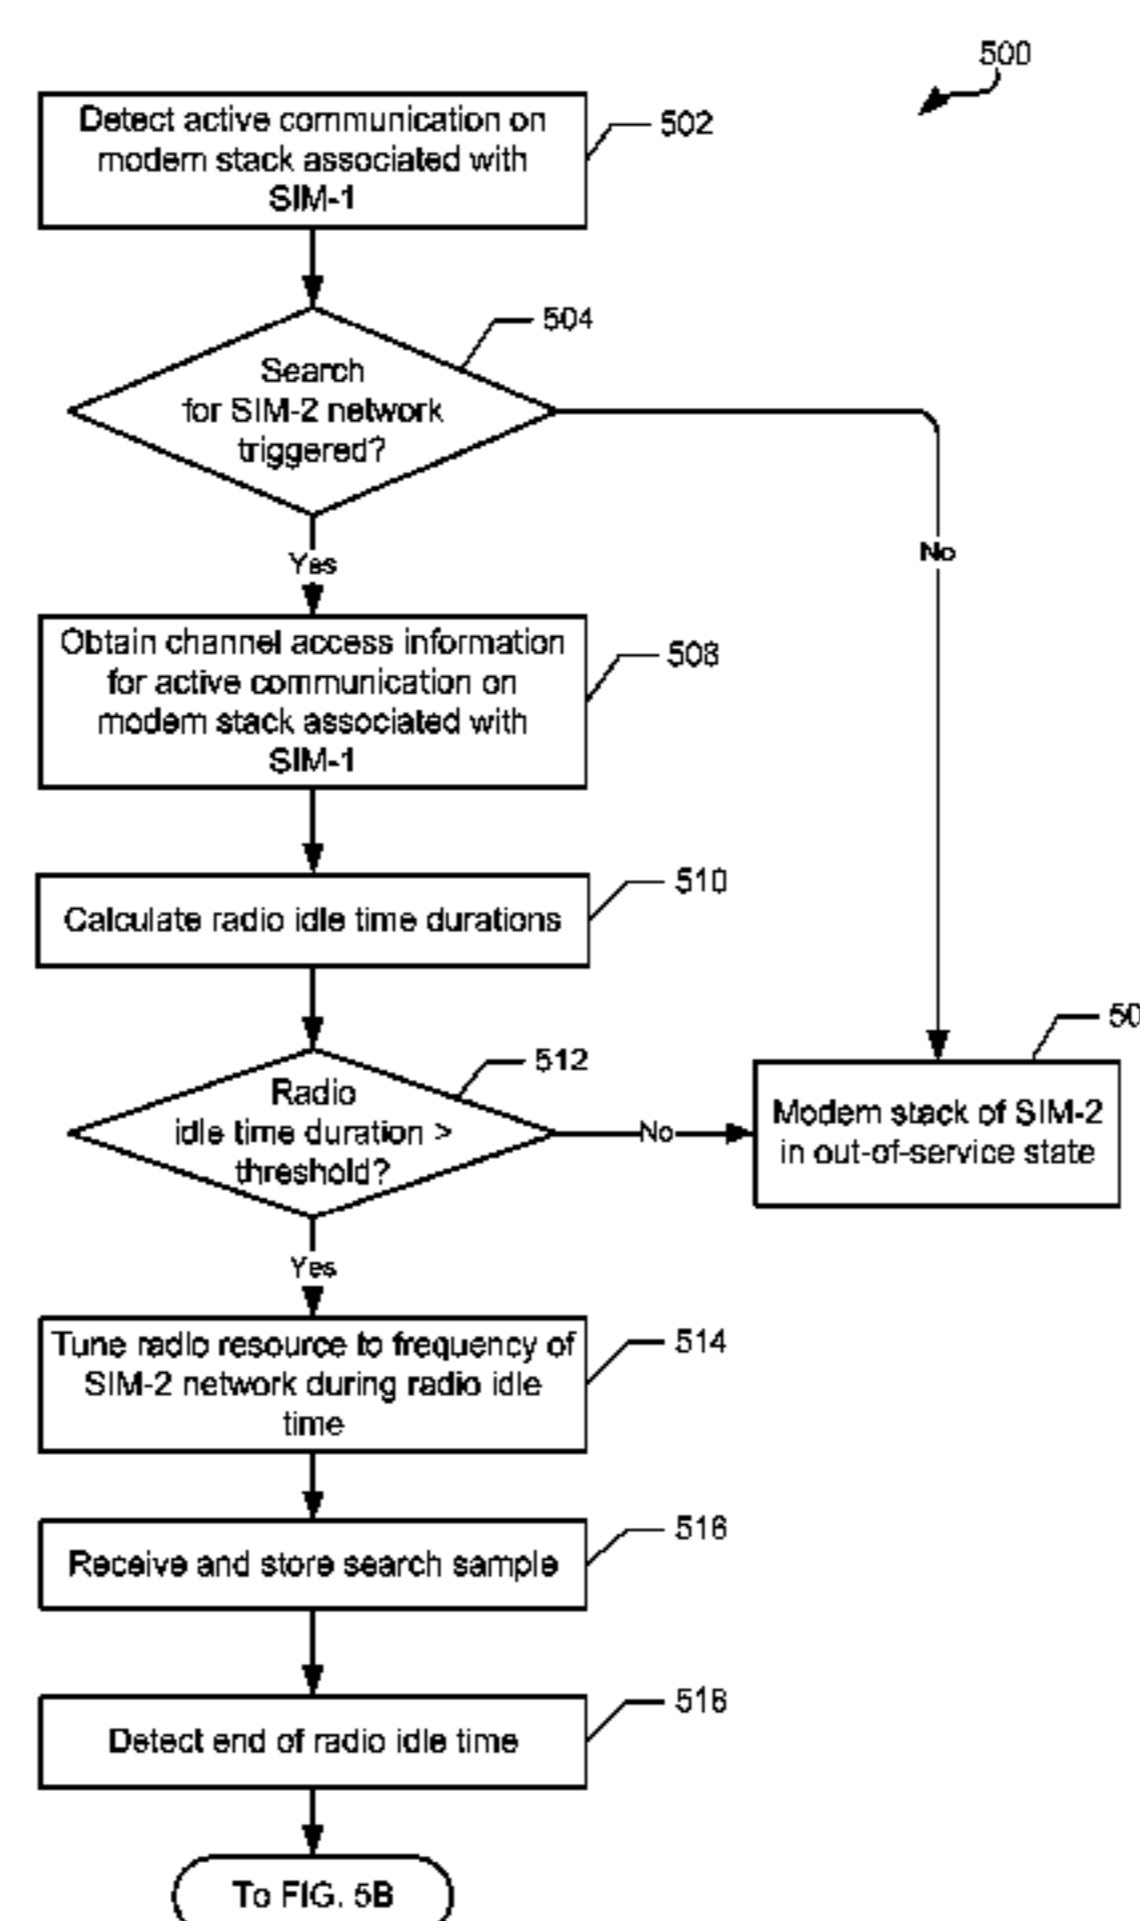 500
Detect active communication on
modem stack associated with
SIM-1
502
Search
for SIM-2 network
triggered?
504
No
Yes
Obtain channel access information
for active communication on
modem stack associated with
SIM-1
508
Calculate radio idle time durations
510
Radio
idle time duration >
threshold?
512
No
50
Modem stack of SIM-2
in out-of-service state
Yes
Tune radio resource to frequency of
SIM-2 network during radio idle
time
514
Receive and store search sample
516
Detect end of radio idle time
518
To FIG. 5B